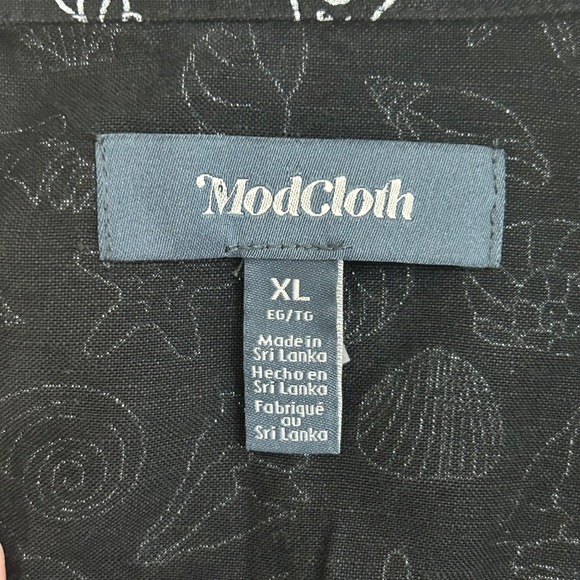 ModCloth
XL
EG/TG
Made in
Sri Lanka
Hecho en
Sri Lanka
Fabriqué
au
Sri Lanka